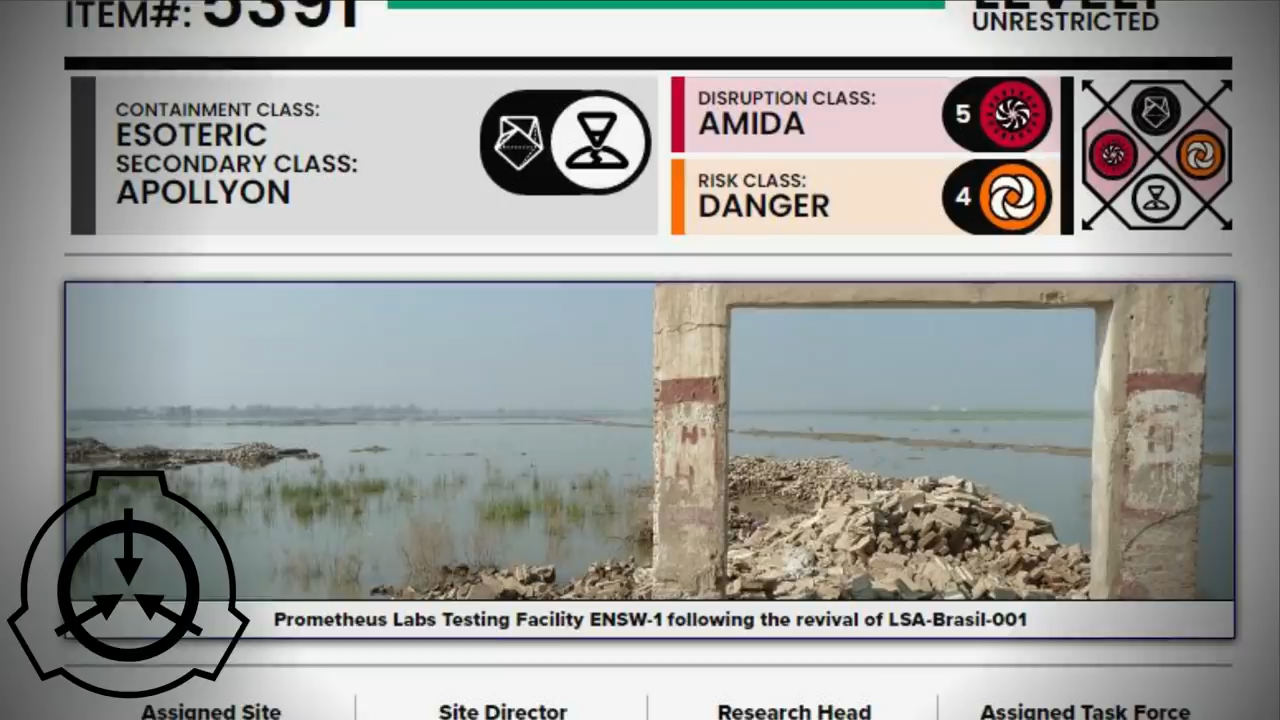 ITEM#: 5391
LEVEL1
UNRESTRICTED
CONTAINMENT CLASS:
ESOTERIC
SECONDARY CLASS:
APOLLYON
DISRUPTION CLASS:
AMIDA
5
RISK CLASS:
DANGER
4
Prometheus Labs Testing Facility ENSW-1 following the revival of LSA-Brasil-001
Assigned Site
Site Director
Research Head
Assigned Task Force